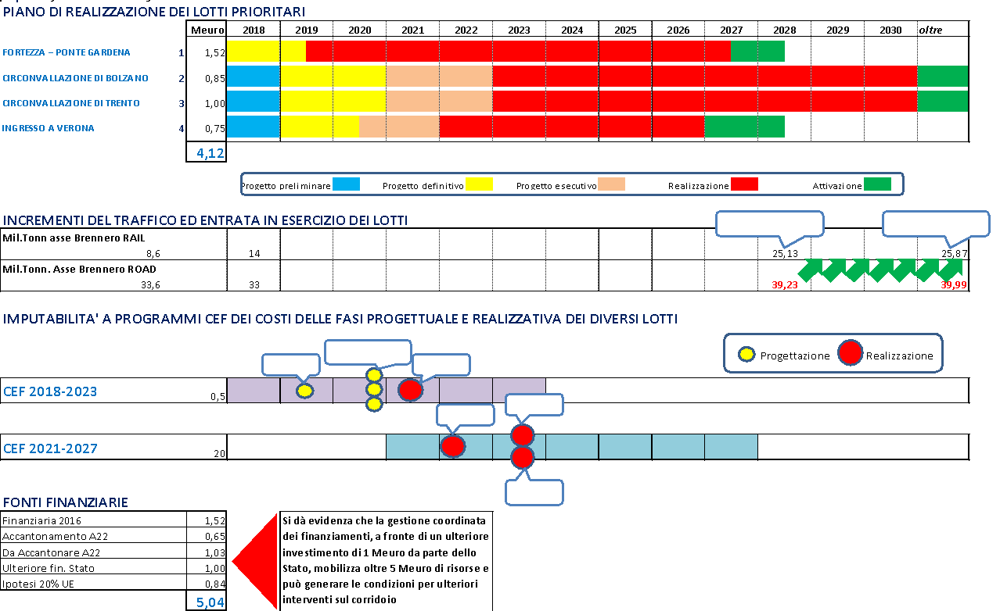 PIANO DI REALIZZAZIONE DEI LOTTI PRIORITARI
Meuro 2018 2019 2020 2021 2022 2023 2024 2025 2026 2027 2028 2029 2030 oltre
FORTEZZA – PONTE GARDENA 1 1,52
CIRCONVALLAZIONE DI BOLZANO 2 0,85
CIRCONVALLAZIONE DI TRENTO 3 1,00
INGRESSO A VERONA 4 0,75
4,12
Progetto preliminare Progetto definitivo Progetto esecutivo Realizzazione Attivazione
INCREMENTI DEL TRAFFICO ED ENTRATA IN ESERCIZIO DEI LOTTI
Mil.Tonn asse Brennero RAIL
8,6 14 25,13 25,87
Mil.Tonn. Asse Brennero ROAD
33,6 33 39,23 39,99
IMPUTABILITA' A PROGRAMMI CEF DEI COSTI DELLE FASI PROGETTUALE E REALIZZATIVA DEI DIVERSI LOTTI
Progettazione Realizzazione
CEF 2018-2023 0,5
CEF 2021-2027 20
FONTI FINANZIARIE
Finanziaria 2016 1,52
Accantonamento A22 0,65
Da Accantonare A22 1,03
Ulteriore fin. Stato 1,00
Ipotesi 20% UE 0,84
5,04
Si dà evidenza che la gestione coordinata
dei finanziamenti, a fronte di un ulteriore
investimento di 1 Meuro da parte dello
Stato, mobilizza oltre 5 Meuro di risorse e
può generare le condizioni per ulteriori
interventi sul corridoio